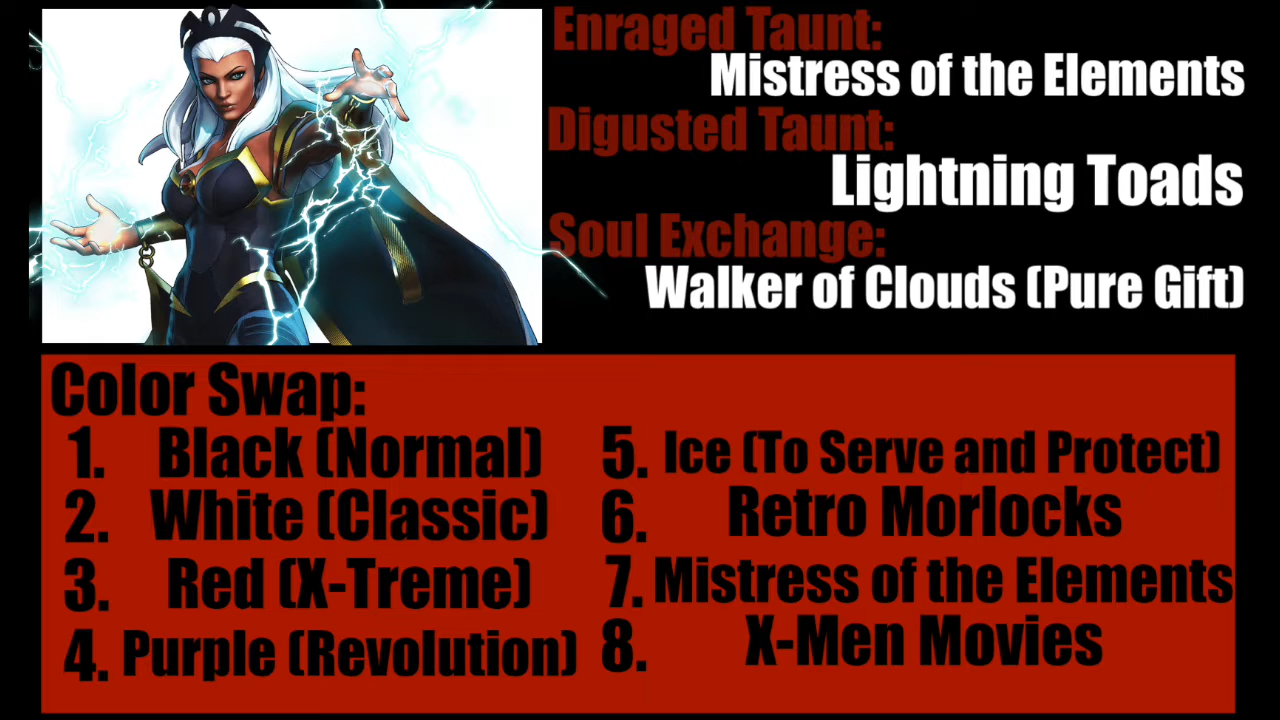 Enraged Taunt:
Mistress of the Elements
Digusted Taunt:
Lightning Toads
Soul Exchange:
Walker of Clouds (Pure Gift)
Color Swap:
1. Black (Normal)
2. White (Classic)
3. Red (X-Treme)
4. Purple (Revolution)
5. Ice (To Serve and Protect)
6. Retro Morlocks
7. Mistress of the Elements
8. X-Men Movies